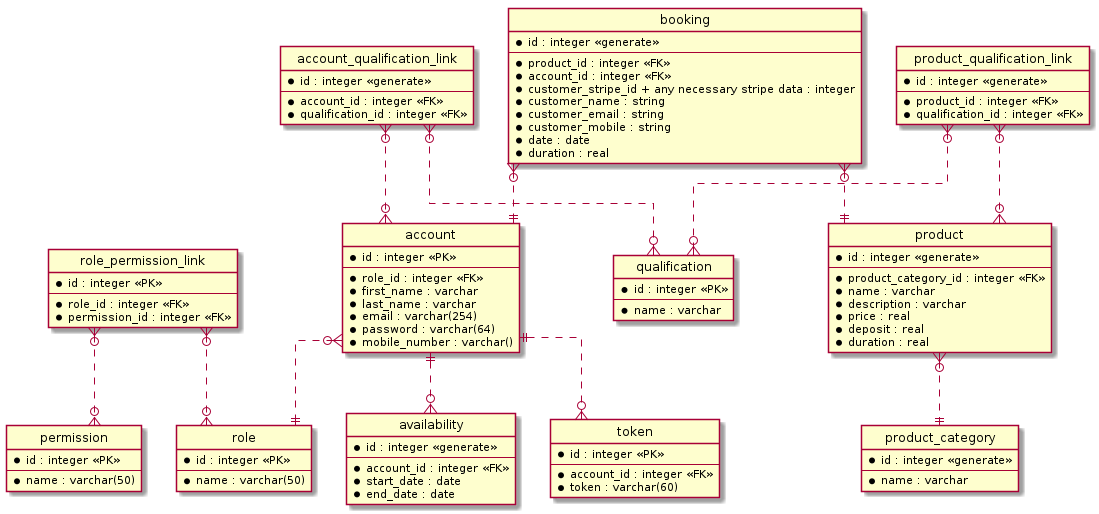 booking
id : integer «generate»
product_id : integer «FK»
account_id : integer «FK»
customer_stripe_id + any necessary stripe data : integer
customer_name : string
customer_email : string
customer_mobile : string
date : date
duration : real
account_qualification_link
id : integer «generate»
account_id : integer «FK»
qualification_id : integer «FK»
product_qualification_link
id : integer «generate»
product_id : integer «FK»
qualification_id : integer «FK»
account
id : integer «PK»
role_id : integer «FK»
first_name : varchar
last_name : varchar
email : varchar(254)
password : varchar(64)
mobile_number : varchar()
product
id : integer «generate»
product_category_id : integer «FK»
name : varchar
description : varchar
price : real
deposit : real
duration : real
role_permission_link
id : integer «PK»
role_id : integer «FK»
permission_id : integer «FK»
qualification
id : integer «PK»
name : varchar
permission
id : integer «PK»
name : varchar(50)
role
id : integer «PK»
name : varchar(50)
availability
id : integer «generate»
account_id : integer «FK»
start_date : date
end_date : date
token
id : integer «PK»
account_id : integer «FK»
token : varchar(60)
product_category
id : integer «generate»
name : varchar